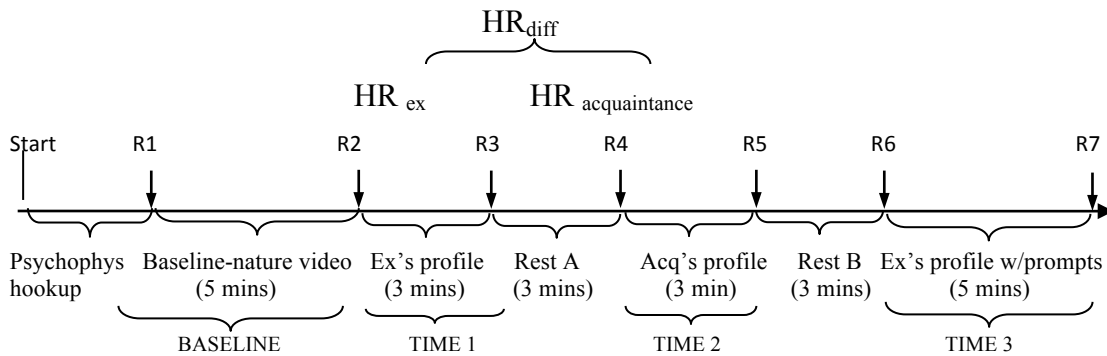 HR diff
HR ex HR acquaintance
Start R1 R2 R3 R4 R5 R6 R7
Psychophys Baseline-nature video Ex's profile Rest A Acq's profile Rest B Ex's profile w/prompts
hookup (5 mins) (3 mins) (3 mins) (3 min) (3 mins) (5 mins)
BASELINE TIME 1 TIME 2 TIME 3